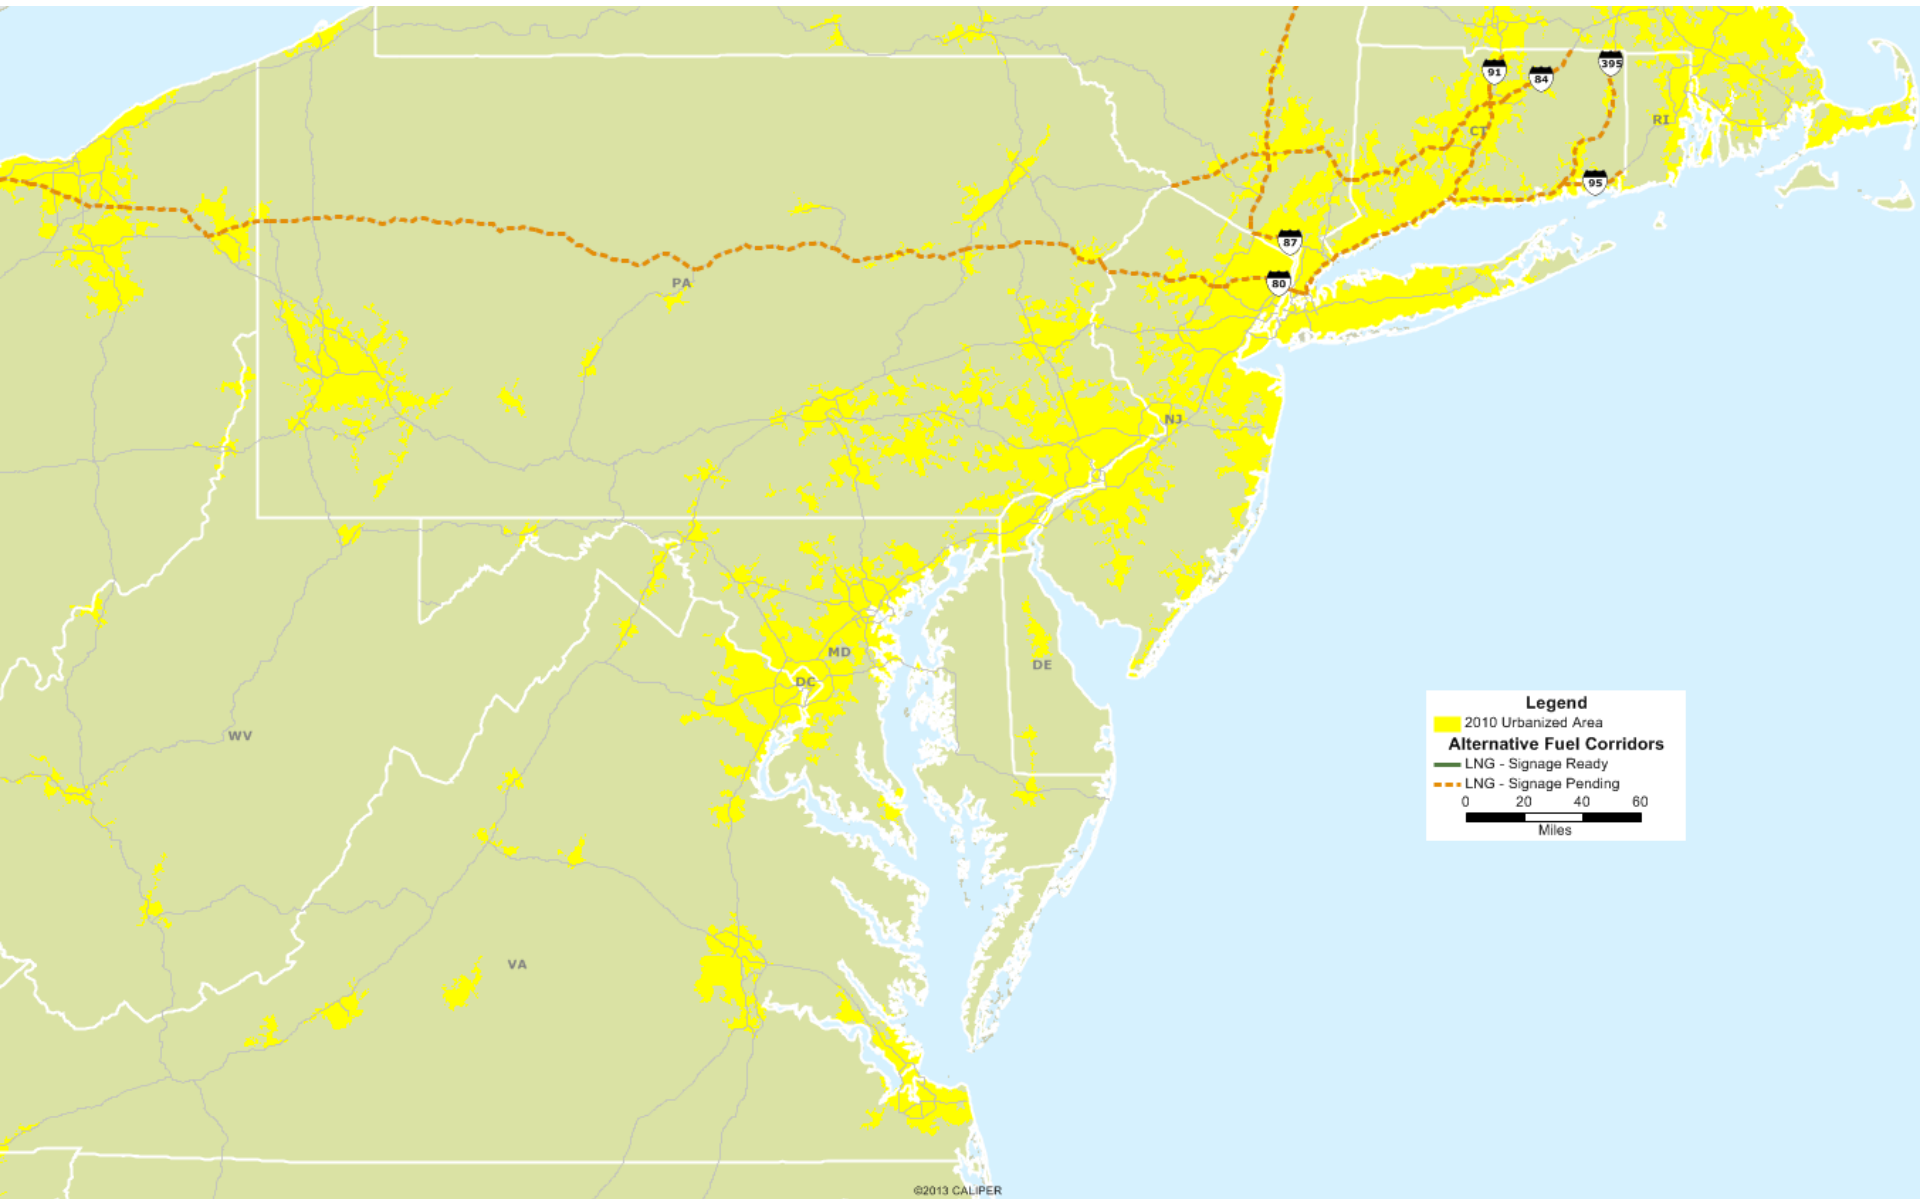 91
84
395
CT
RI
95
87
80
PA
NJ
MD
DC
DE
WV
VA
Legend
2010 Urbanized Area
Alternative Fuel Corridors
LNG - Signage Ready
LNG - Signage Pending
0 20 40 60
Miles
©2013 CALIPER